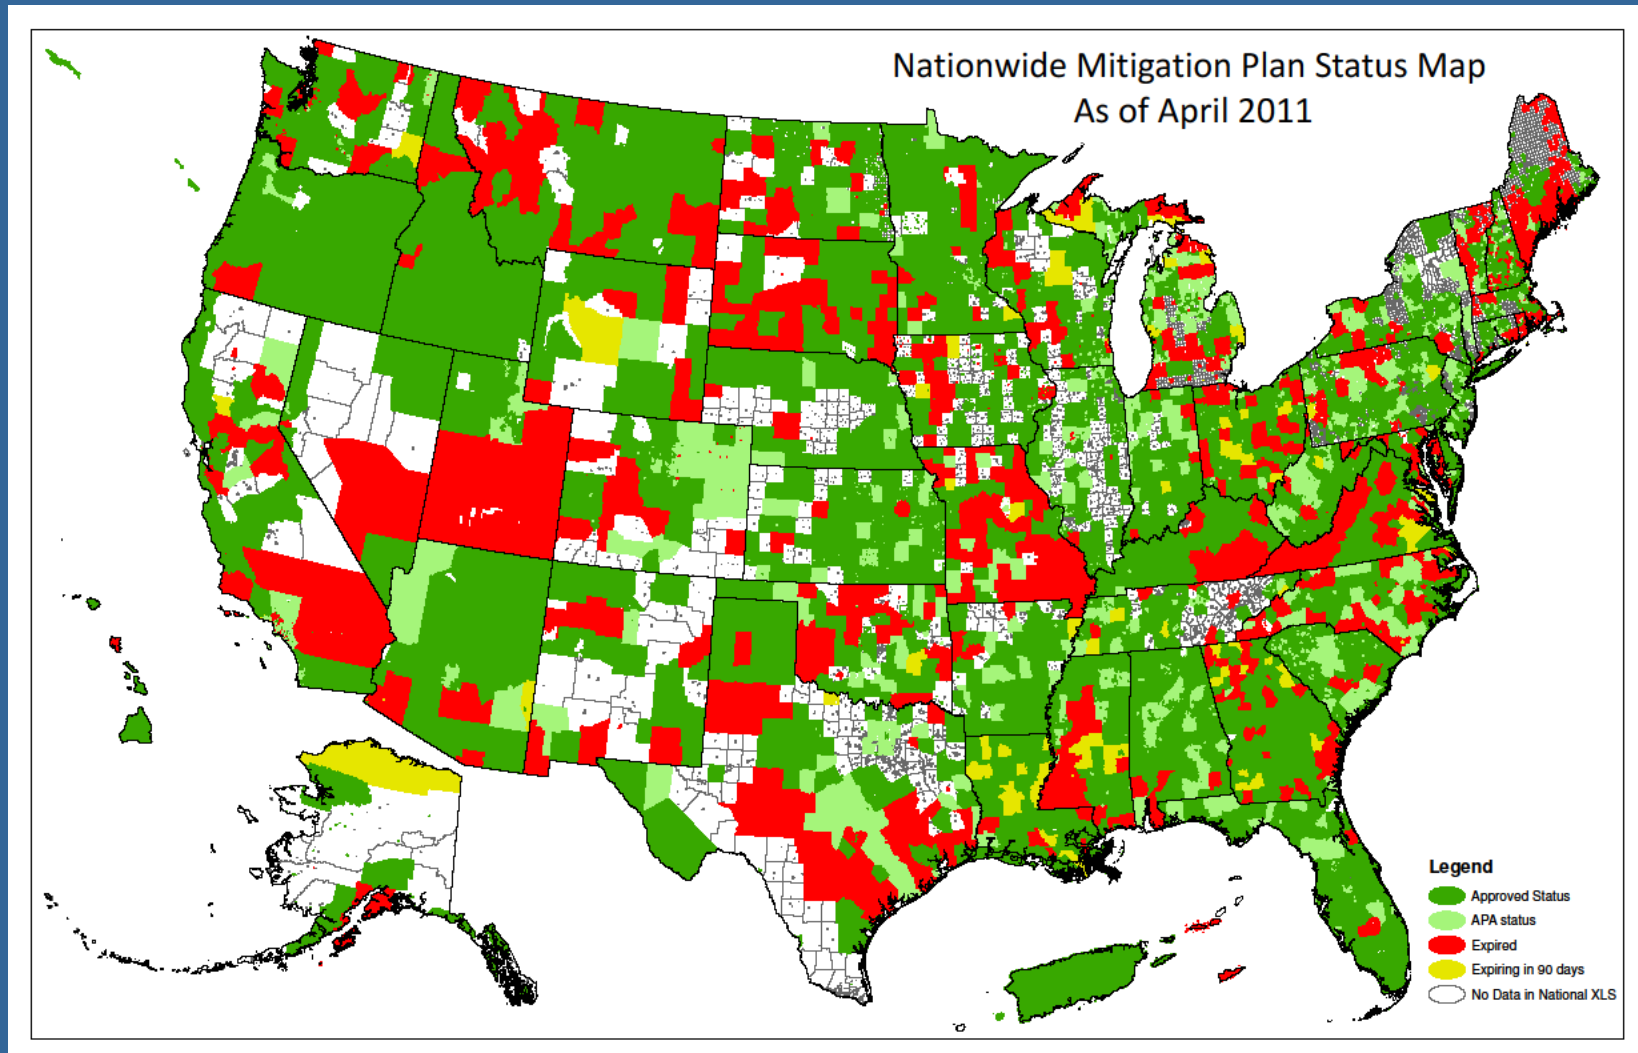 Nationwide Mitigation Plan Status Map
As of April 2011
Legend
Approved Status
APA status
Expired
Expiring in 90 days
No Data in National XLS